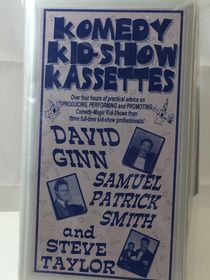 KOMEDY
KID-SHOW
KASSETTES
Over four hours of practical advice on
PRODUCING, PERFORMING and PROMOTING
Comedy-Magic Kid-Shows from
three full-time kid-show professionals!
DAVID
GINN
SAMUEL
PATRICK
SMITH
and
STEVE
TAYLOR